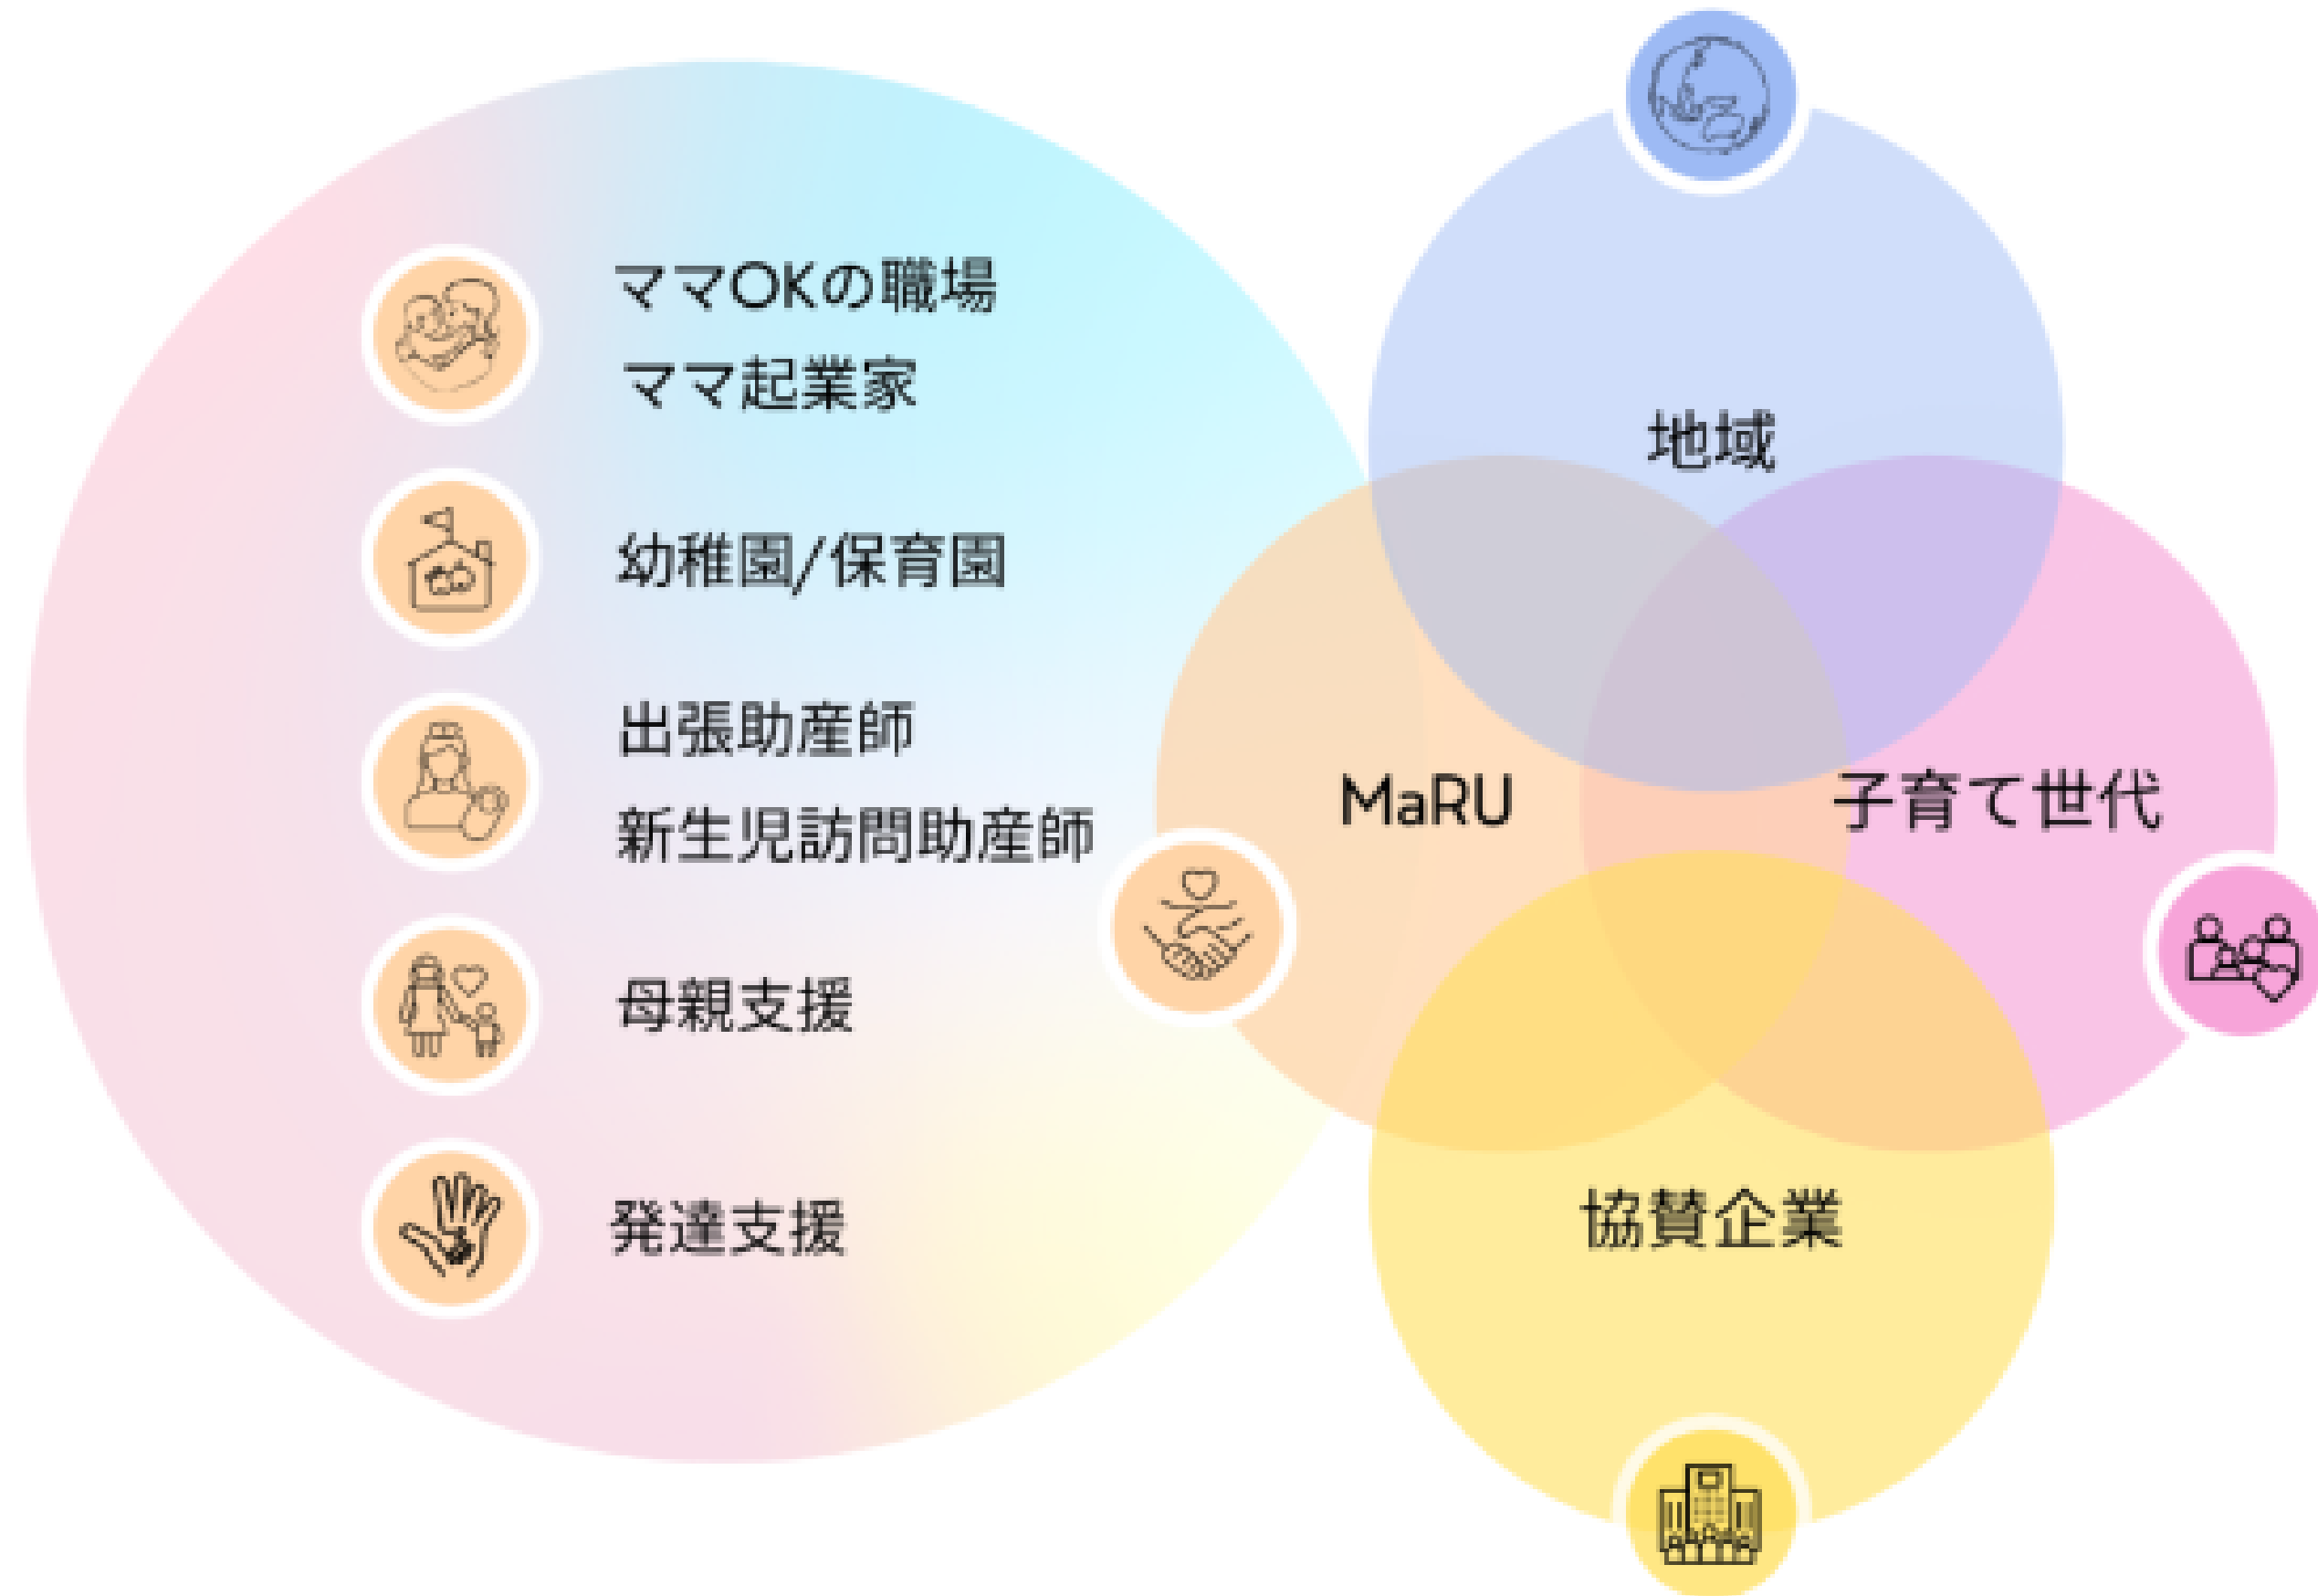 ママOKの職場
ママ起業家
幼稚園/保育園
出張助産師
新生児訪問助産師
母親支援
発達支援
地域
MaRU
子育て世代
協賛企業